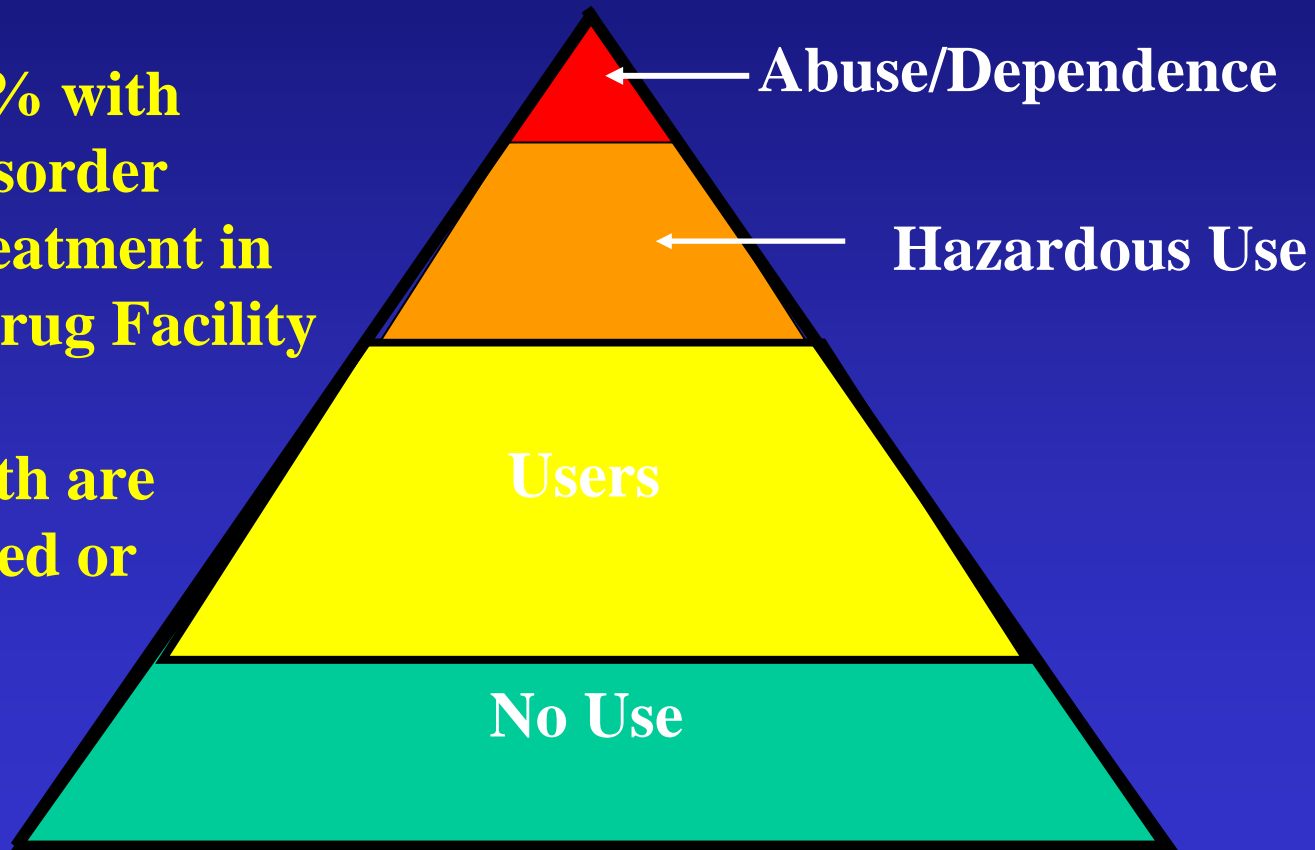 % with
sorder
eatment in
rug Facility
th are
ed or
Abuse/Dependence
Hazardous Use
Users
No Use